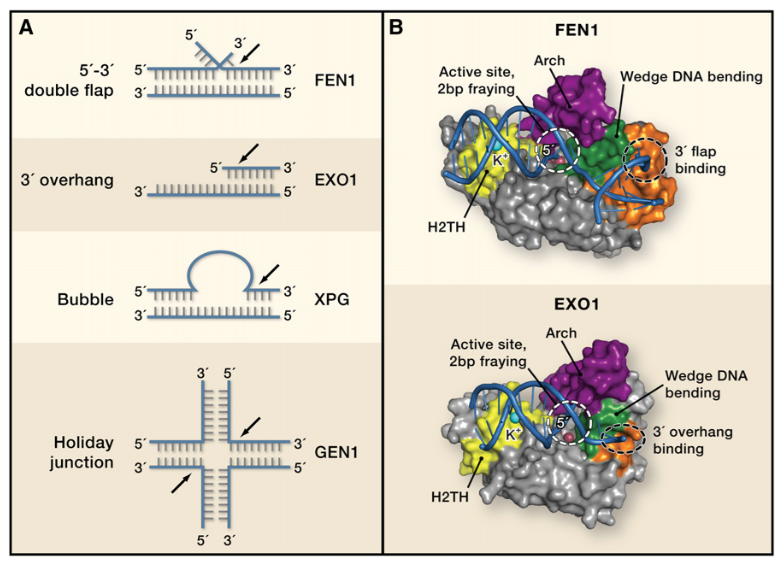 A
5´-3´
double flap
5´
3´
5´
3´
3´
5´
FEN1
3´ overhang
5´
3´
3´
5´
EXO1
Bubble
5´
3´
3´
5´
XPG
Holiday
junction
3´
5´
5´
3´
3´
5´
5´
3´
GEN1
B
FEN1
Active site,
2bp fraying
Arch
Wedge DNA bending
K+
5´
3´ flap
binding
H2TH
EXO1
Active site,
2bp fraying
Arch
Wedge DNA
bending
K+
5´
3´ overhang
binding
H2TH